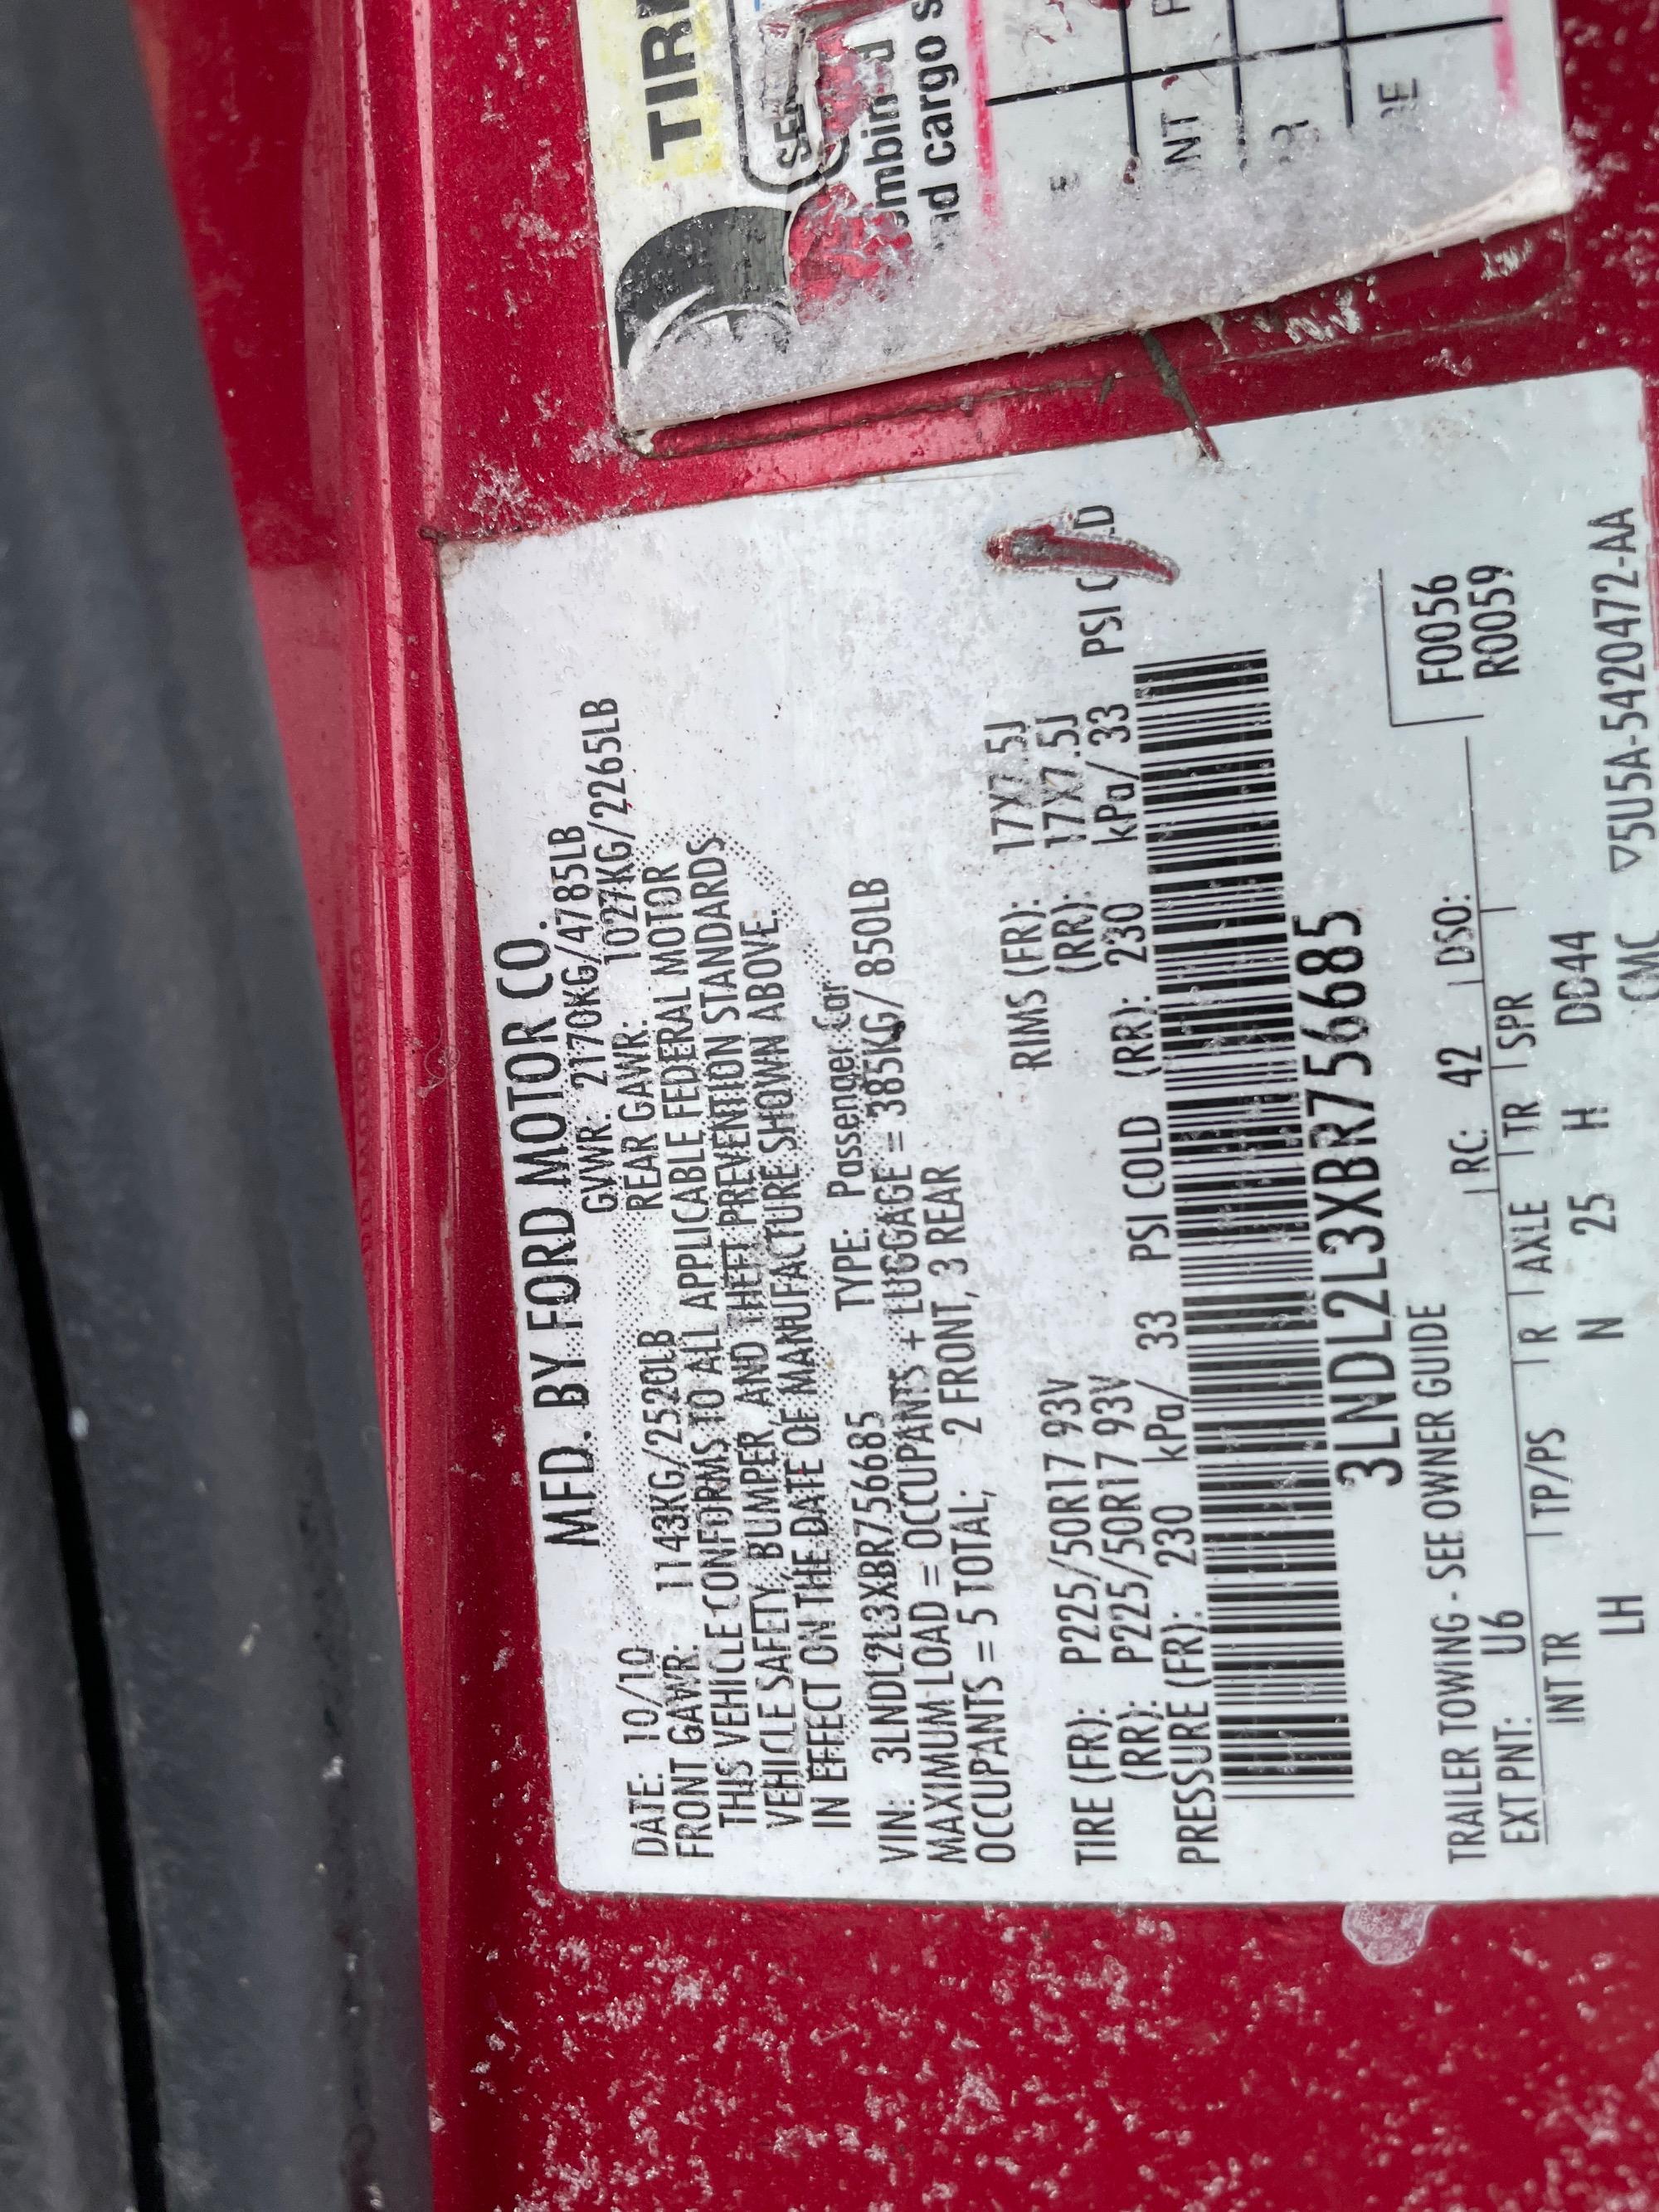 MFD. BY FORD MOTOR CO.
DATE: 10/10 GVWR: 2170KG/4785LB
FRONT GAWR: 1143KG/2520LB REAR GAWR: 1027KG/2265LB
THIS VEHICLE CONFORMS TO ALL APPLICABLE FEDERAL MOTOR
VEHICLE SAFETY, BUMPER, AND THEFT PREVENTION STANDARDS
IN EFFECT ON THE DATE OF MANUFACTURE SHOWN ABOVE.
VIN: 3LNDL2L3XBR756685 TYPE: Passenger Car
MAXIMUM LOAD = OCCUPANTS + LUGGAGE = 385KG/ 850LB
OCCUPANTS = 5 TOTAL; 2 FRONT, 3 REAR
TIRE (FR): P225/50R17 93V RIMS (FR): 17X7.5J
(RR): P225/50R17 93V (RR): 17X7.5J
PRESSURE (FR): 230 kPa/ 33 PSI COLD (RR): 230 kPa/ 33 PSI
3LNDL2L3XBR756685
TRAILER TOWING - SEE OWNER GUIDE
F0056
R0059
EXT PNT: U6 RC: 42 DSO:
INT TR TP/PS R AXLE TR SPR
LH N 25 H DD44
CMC ▽5U5A-5420472-AA
TIR
cargo